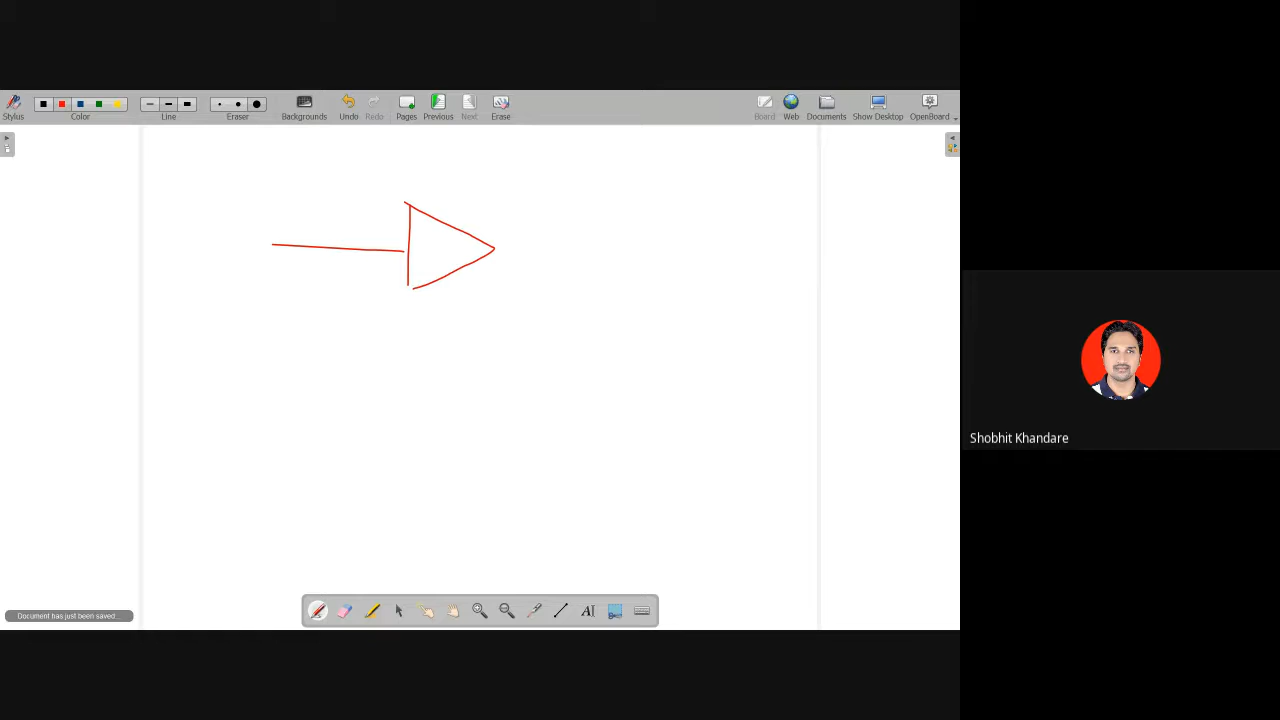 Stylus
Color
Line
Eraser
Backgrounds
Undo
Redo
Pages
Previous
Next
Erase
Board
Web
Documents
Show Desktop
OpenBoard
Document has just been saved
AI
Shobhit Khandare